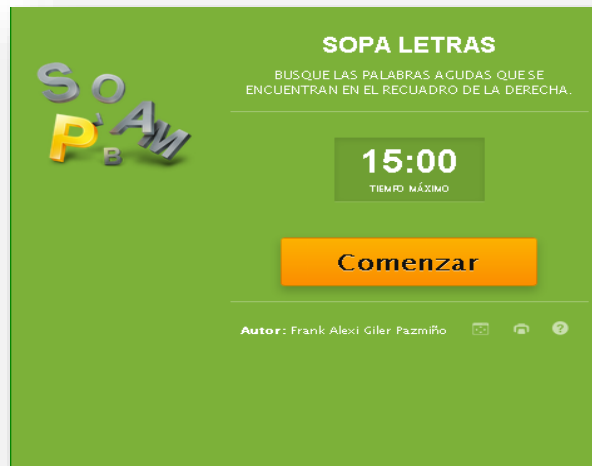 SOPA LETRAS
BUSQUE LAS PALABRAS AGUDAS QUE SE
ENCUENTRAN EN EL RECUADRO DE LA DERECHA.
S O P A M B
15:00
TIEMPO MÁXIMO
Comenzar
Autor: Frank Alexi Giler Pazmiño